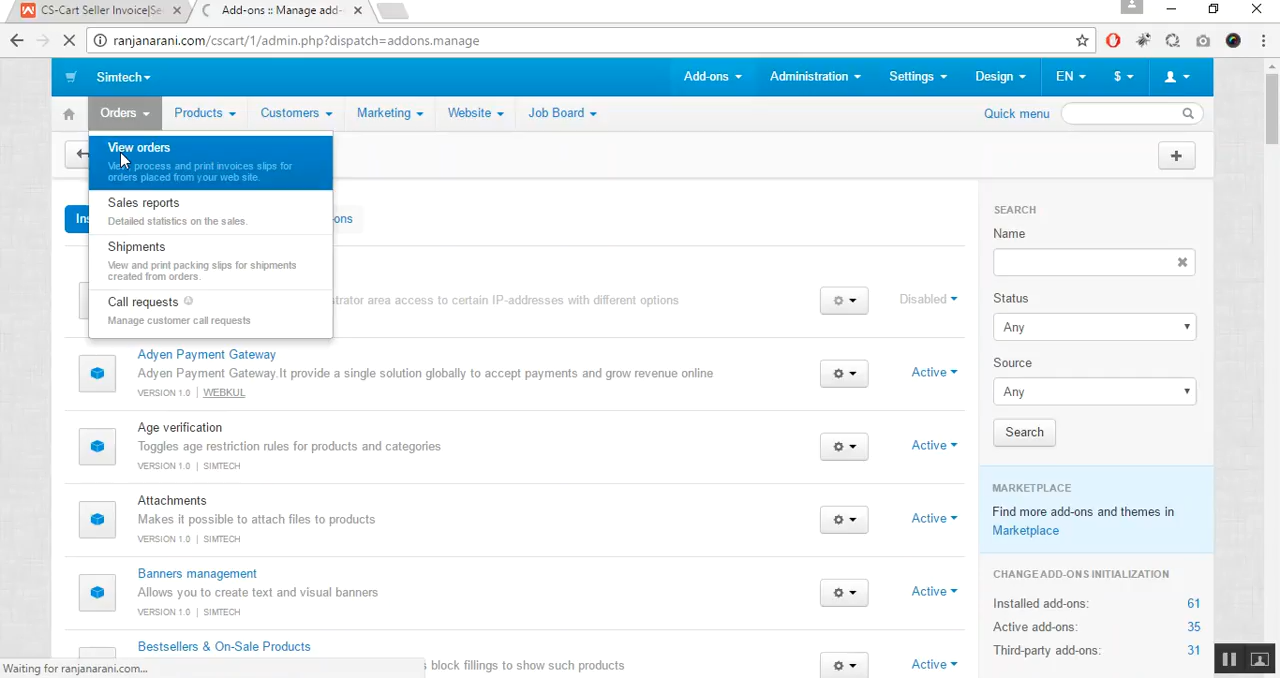 CS-Cart Seller Invoice|Se
Add-ons :: Manage add-
ranjanarani.com/cscart/1/admin.php?dispatch=addons.manage
Simtech
Add-ons
Administration
Settings
Design
EN
$
Orders
Products
Customers
Marketing
Website
Job Board
Quick menu
View orders
View, process and print invoices slips for
orders placed from your web site.
Sales reports
Detailed statistics on the sales.
Shipments
View and print packing slips for shipments
created from orders.
Call requests
Manage customer call requests
Ins
ons
strator area access to certain IP-addresses with different options
Disabled
Adyen Payment Gateway
Adyen Payment Gateway.It provide a single solution globally to accept payments and grow revenue online
VERSION 1.0 | WEBKUL
Active
Age verification
Toggles age restriction rules for products and categories
VERSION 1.0 | SIMTECH
Active
Attachments
Makes it possible to attach files to products
VERSION 1.0 | SIMTECH
Active
Banners management
Allows you to create text and visual banners
VERSION 1.0 | SIMTECH
Active
Bestsellers & On-Sale Products
s block fillings to show such products
Active
SEARCH
Name
Status
Any
Source
Any
Search
MARKETPLACE
Find more add-ons and themes in
Marketplace
CHANGE ADD-ONS INITIALIZATION
Installed add-ons: 61
Active add-ons: 35
Third-party add-ons: 31
Waiting for ranjanarani.com...